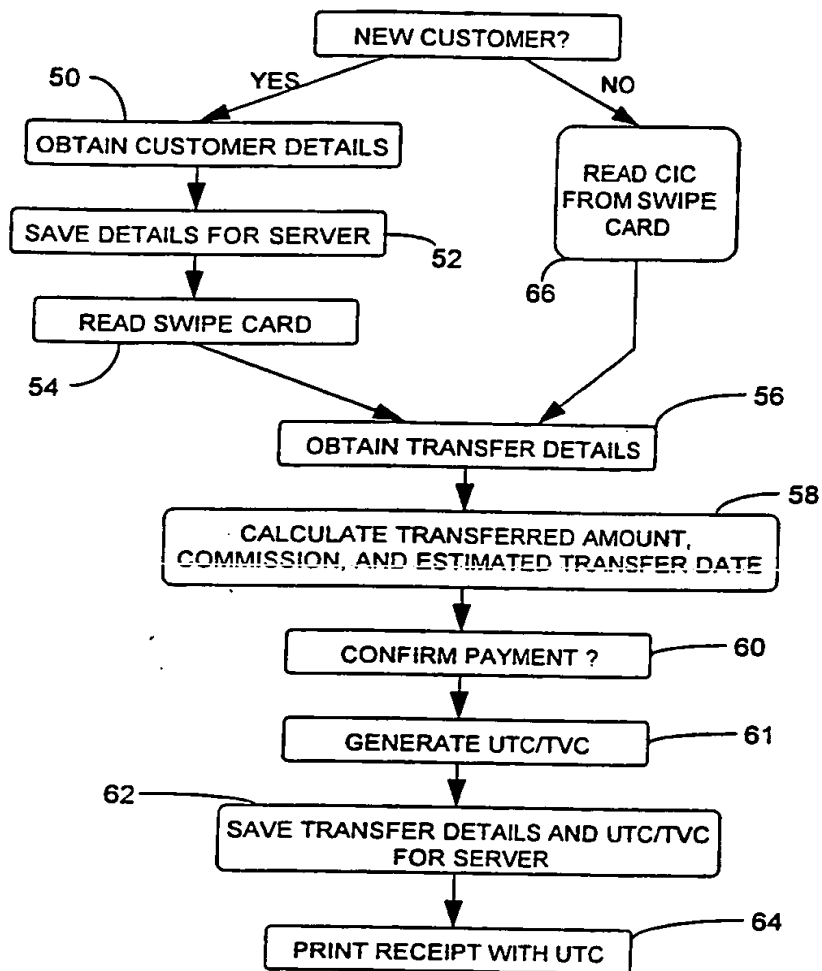 NEW CUSTOMER?
YES
NO
50
OBTAIN CUSTOMER DETAILS
READ CIC
FROM SWIPE
CARD
SAVE DETAILS FOR SERVER
52
66
READ SWIPE CARD
54
56
OBTAIN TRANSFER DETAILS
58
CALCULATE TRANSFERRED AMOUNT,
COMMISSION, AND ESTIMATED TRANSFER DATE
CONFIRM PAYMENT ?
60
GENERATE UTC/TVC
61
62
SAVE TRANSFER DETAILS AND UTC/TVC
FOR SERVER
64
PRINT RECEIPT WITH UTC